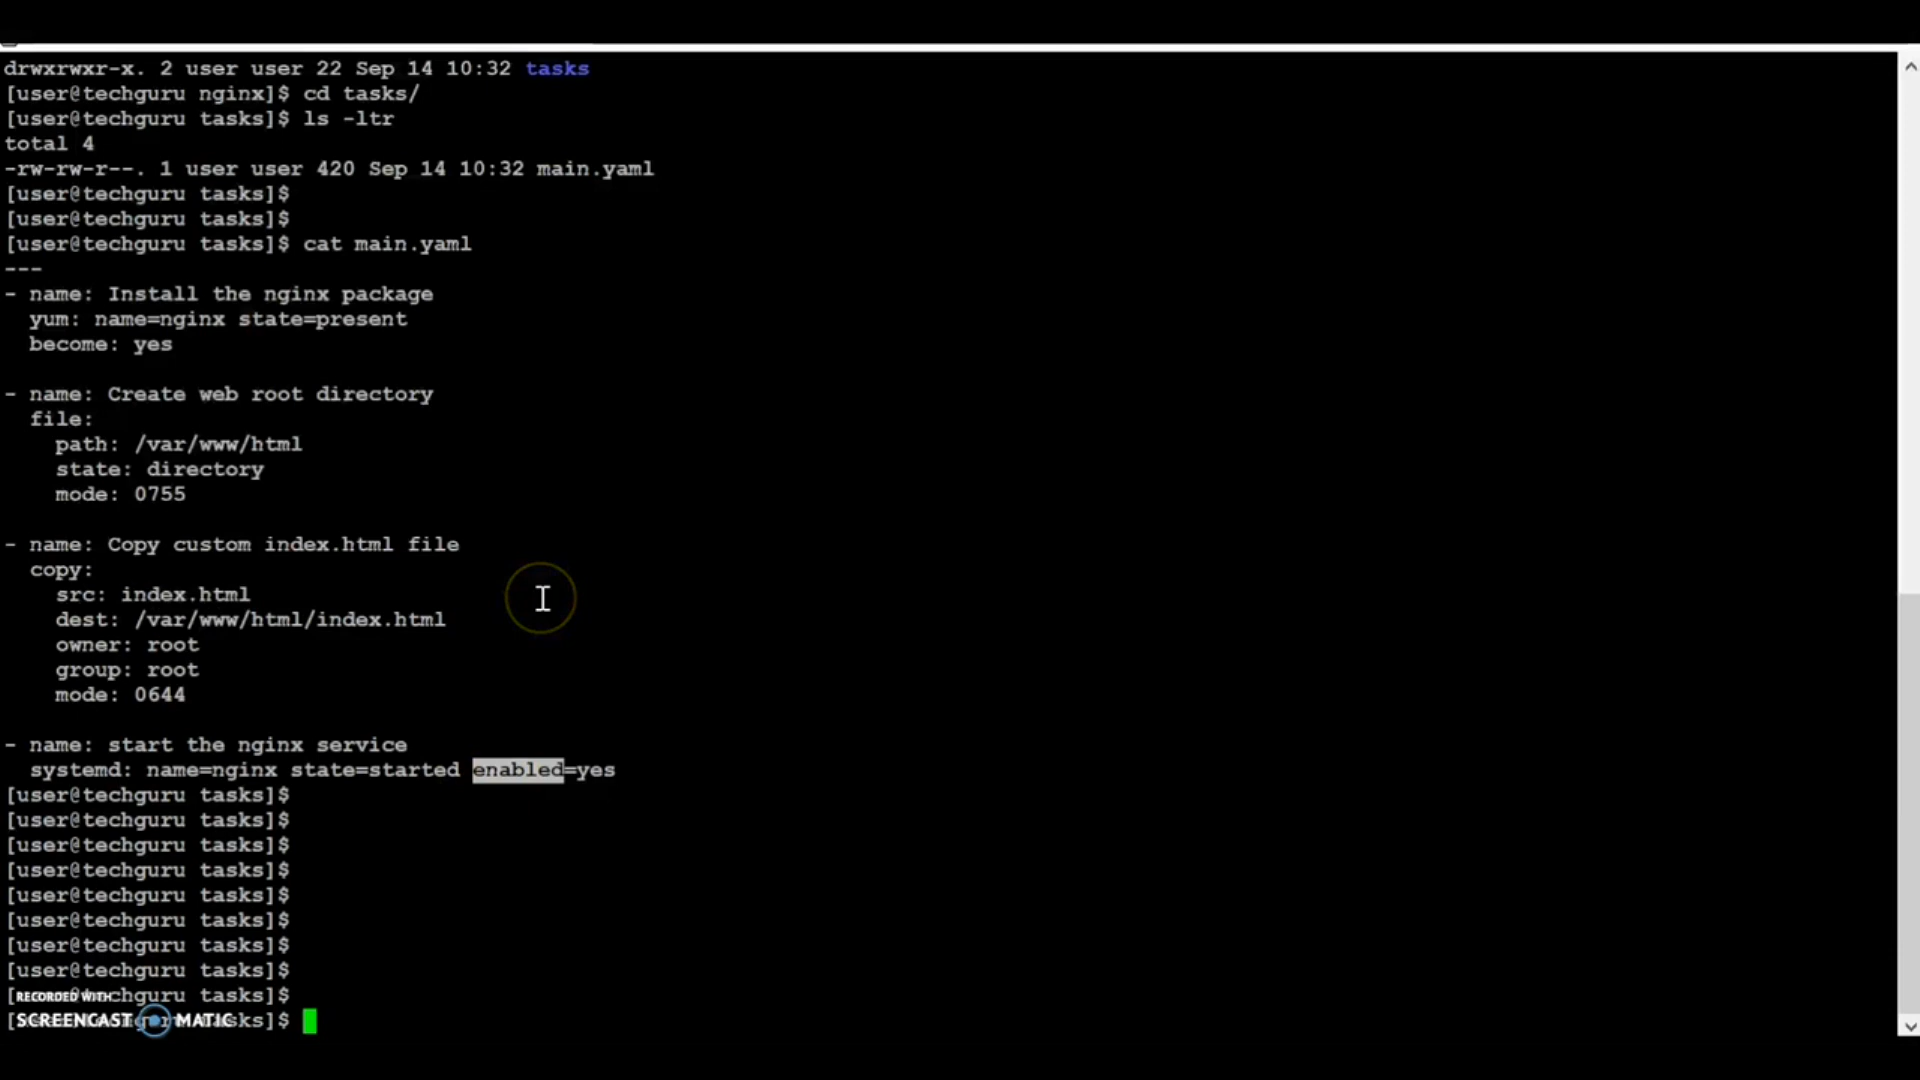 drwxrwxr-x. 2 user user 22 Sep 14 10:32 tasks
[user@techguru nginx]$ cd tasks/
[user@techguru tasks]$ ls -ltr
total 4
-rw-rw-r--. 1 user user 420 Sep 14 10:32 main.yaml
[user@techguru tasks]$
[user@techguru tasks]$
[user@techguru tasks]$ cat main.yaml
---
- name: Install the nginx package
  yum: name=nginx state=present
  become: yes

- name: Create web root directory
  file:
    path: /var/www/html
    state: directory
    mode: 0755

- name: Copy custom index.html file
  copy:
    src: index.html
    dest: /var/www/html/index.html
    owner: root
    group: root
    mode: 0644

- name: start the nginx service
  systemd: name=nginx state=started enabled=yes
[user@techguru tasks]$
[user@techguru tasks]$
[user@techguru tasks]$
[user@techguru tasks]$
[user@techguru tasks]$
[user@techguru tasks]$
[user@techguru tasks]$
[user@techguru tasks]$
[user@techguru tasks]$
[user@techguru tasks]$
RECORDED WITH
SCREENCAST MATIC